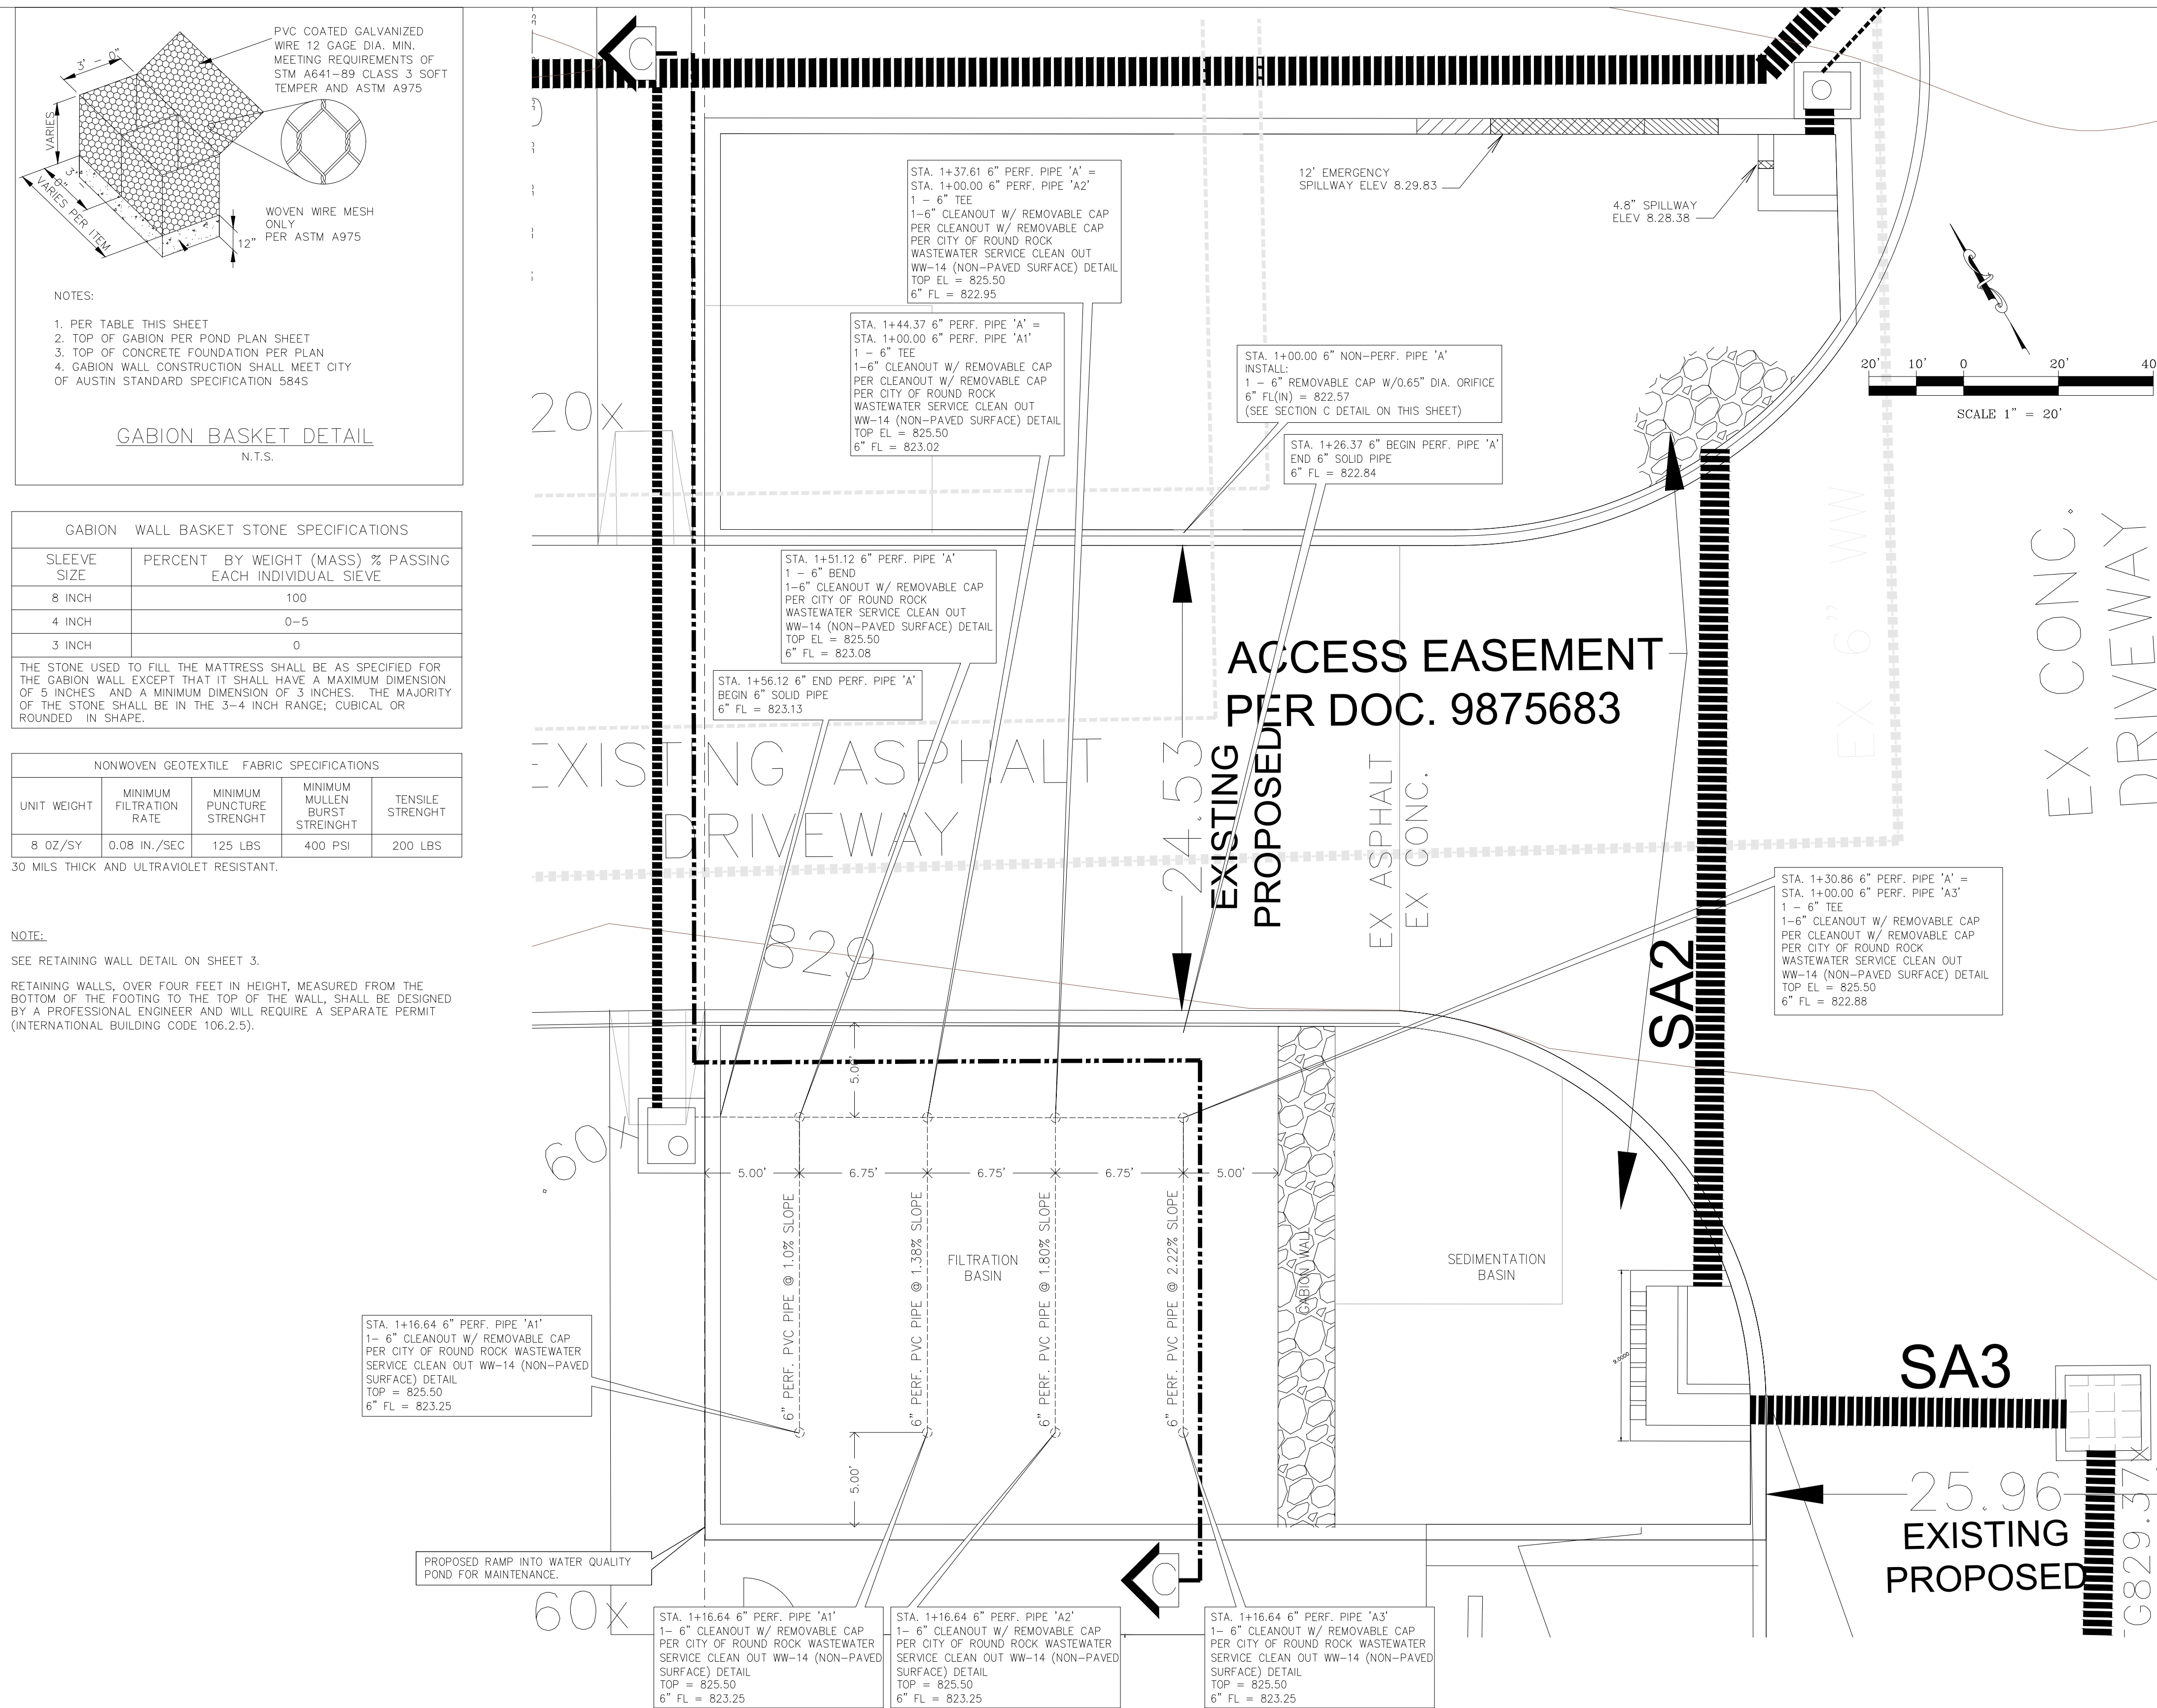 PVC COATED GALVANIZED
WIRE 12 GAGE DIA. MIN.
MEETING REQUIREMENTS OF
STM A641-89 CLASS 3 SOFT
TEMPER AND ASTM A975
3' - 0"
VARIES
3' - 0"
VARIES PER ITEM
12"
WOVEN WIRE MESH
ONLY
PER ASTM A975
NOTES:
1. PER TABLE THIS SHEET
2. TOP OF GABION PER POND PLAN SHEET
3. TOP OF CONCRETE FOUNDATION PER PLAN
4. GABION WALL CONSTRUCTION SHALL MEET CITY
OF AUSTIN STANDARD SPECIFICATION 584S
GABION BASKET DETAIL
N.T.S.
GABION WALL BASKET STONE SPECIFICATIONS
SLEEVE
SIZE
PERCENT BY WEIGHT (MASS) % PASSING
EACH INDIVIDUAL SIEVE
8 INCH 100
4 INCH 0-5
3 INCH 0
THE STONE USED TO FILL THE MATTRESS SHALL BE AS SPECIFIED FOR
THE GABION WALL EXCEPT THAT IT SHALL HAVE A MAXIMUM DIMENSION
OF 5 INCHES AND A MINIMUM DIMENSION OF 3 INCHES. THE MAJORITY
OF THE STONE SHALL BE IN THE 3-4 INCH RANGE; CUBICAL OR
ROUNDED IN SHAPE.
NONWOVEN GEOTEXTILE FABRIC SPECIFICATIONS
UNIT WEIGHT
MINIMUM
FILTRATION
RATE
MINIMUM
PUNCTURE
STRENGHT
MINIMUM
MULLEN
BURST
STREINGHT
TENSILE
STRENGHT
8 OZ/SY 0.08 IN./SEC 125 LBS 400 PSI 200 LBS
30 MILS THICK AND ULTRAVIOLET RESISTANT.
NOTE:
SEE RETAINING WALL DETAIL ON SHEET 3.
RETAINING WALLS, OVER FOUR FEET IN HEIGHT, MEASURED FROM THE
BOTTOM OF THE FOOTING TO THE TOP OF THE WALL, SHALL BE DESIGNED
BY A PROFESSIONAL ENGINEER AND WILL REQUIRE A SEPARATE PERMIT
(INTERNATIONAL BUILDING CODE 106.2.5).
C
STA. 1+37.61 6" PERF. PIPE 'A' =
STA. 1+00.00 6" PERF. PIPE 'A2'
1 - 6" TEE
1-6" CLEANOUT W/ REMOVABLE CAP
PER CLEANOUT W/ REMOVABLE CAP
PER CITY OF ROUND ROCK
WASTEWATER SERVICE CLEAN OUT
WW-14 (NON-PAVED SURFACE) DETAIL
TOP EL = 825.50
6" FL = 822.95
12' EMERGENCY
SPILLWAY ELEV 8.29.83
4.8" SPILLWAY
ELEV 8.28.38
STA. 1+44.37 6" PERF. PIPE 'A' =
STA. 1+00.00 6" PERF. PIPE 'A1'
1 - 6" TEE
1-6" CLEANOUT W/ REMOVABLE CAP
PER CLEANOUT W/ REMOVABLE CAP
PER CITY OF ROUND ROCK
WASTEWATER SERVICE CLEAN OUT
WW-14 (NON-PAVED SURFACE) DETAIL
TOP EL = 825.50
6" FL = 823.02
STA. 1+00.00 6" NON-PERF. PIPE 'A'
INSTALL:
1 - 6" REMOVABLE CAP W/0.65" DIA. ORIFICE
6" FL(IN) = 822.57
(SEE SECTION C DETAIL ON THIS SHEET)
STA. 1+26.37 6" BEGIN PERF. PIPE 'A'
END 6" SOLID PIPE
6" FL = 822.84
20' 10' 0 20' 40
SCALE 1" = 20'
20x
STA. 1+51.12 6" PERF. PIPE 'A'
1 - 6" BEND
1-6" CLEANOUT W/ REMOVABLE CAP
PER CITY OF ROUND ROCK
WASTEWATER SERVICE CLEAN OUT
WW-14 (NON-PAVED SURFACE) DETAIL
TOP EL = 825.50
6" FL = 823.08
STA. 1+56.12 6" END PERF. PIPE 'A'
BEGIN 6" SOLID PIPE
6" FL = 823.13
ACCESS EASEMENT
PER DOC. 9875683
EXISTING ASPHALT
DRIVEWAY
24.53
EXISTING
PROPOSED
EX ASPHALT
EX CONC.
EX 6" WW
EX CONC.
DRIVEWAY
829
SA2
STA. 1+30.86 6" PERF. PIPE 'A' =
STA. 1+00.00 6" PERF. PIPE 'A3'
1 - 6" TEE
1-6" CLEANOUT W/ REMOVABLE CAP
PER CLEANOUT W/ REMOVABLE CAP
PER CITY OF ROUND ROCK
WASTEWATER SERVICE CLEAN OUT
WW-14 (NON-PAVED SURFACE) DETAIL
TOP EL = 825.50
6" FL = 822.88
5.00'
.60
5.00' 6.75' 6.75' 6.75' 5.00'
6" PERF. PVC PIPE @ 1.0% SLOPE
6" PERF. PVC PIPE @ 1.38% SLOPE
6" PERF. PVC PIPE @ 1.80% SLOPE
6" PERF. PVC PIPE @ 2.22% SLOPE
FILTRATION
BASIN
GABION WALL
SEDIMENTATION
BASIN
9.0000
5.00'
STA. 1+16.64 6" PERF. PIPE 'A1'
1- 6" CLEANOUT W/ REMOVABLE CAP
PER CITY OF ROUND ROCK WASTEWATER
SERVICE CLEAN OUT WW-14 (NON-PAVED
SURFACE) DETAIL
TOP = 825.50
6" FL = 823.25
SA3
25.96
EXISTING
PROPOSED
G829.37x
PROPOSED RAMP INTO WATER QUALITY
POND FOR MAINTENANCE.
60x
C
STA. 1+16.64 6" PERF. PIPE 'A1'
1- 6" CLEANOUT W/ REMOVABLE CAP
PER CITY OF ROUND ROCK WASTEWATER
SERVICE CLEAN OUT WW-14 (NON-PAVED
SURFACE) DETAIL
TOP = 825.50
6" FL = 823.25
STA. 1+16.64 6" PERF. PIPE 'A2'
1- 6" CLEANOUT W/ REMOVABLE CAP
PER CITY OF ROUND ROCK WASTEWATER
SERVICE CLEAN OUT WW-14 (NON-PAVED
SURFACE) DETAIL
TOP = 825.50
6" FL = 823.25
STA. 1+16.64 6" PERF. PIPE 'A3'
1- 6" CLEANOUT W/ REMOVABLE CAP
PER CITY OF ROUND ROCK WASTEWATER
SERVICE CLEAN OUT WW-14 (NON-PAVED
SURFACE) DETAIL
TOP = 825.50
6" FL = 823.25